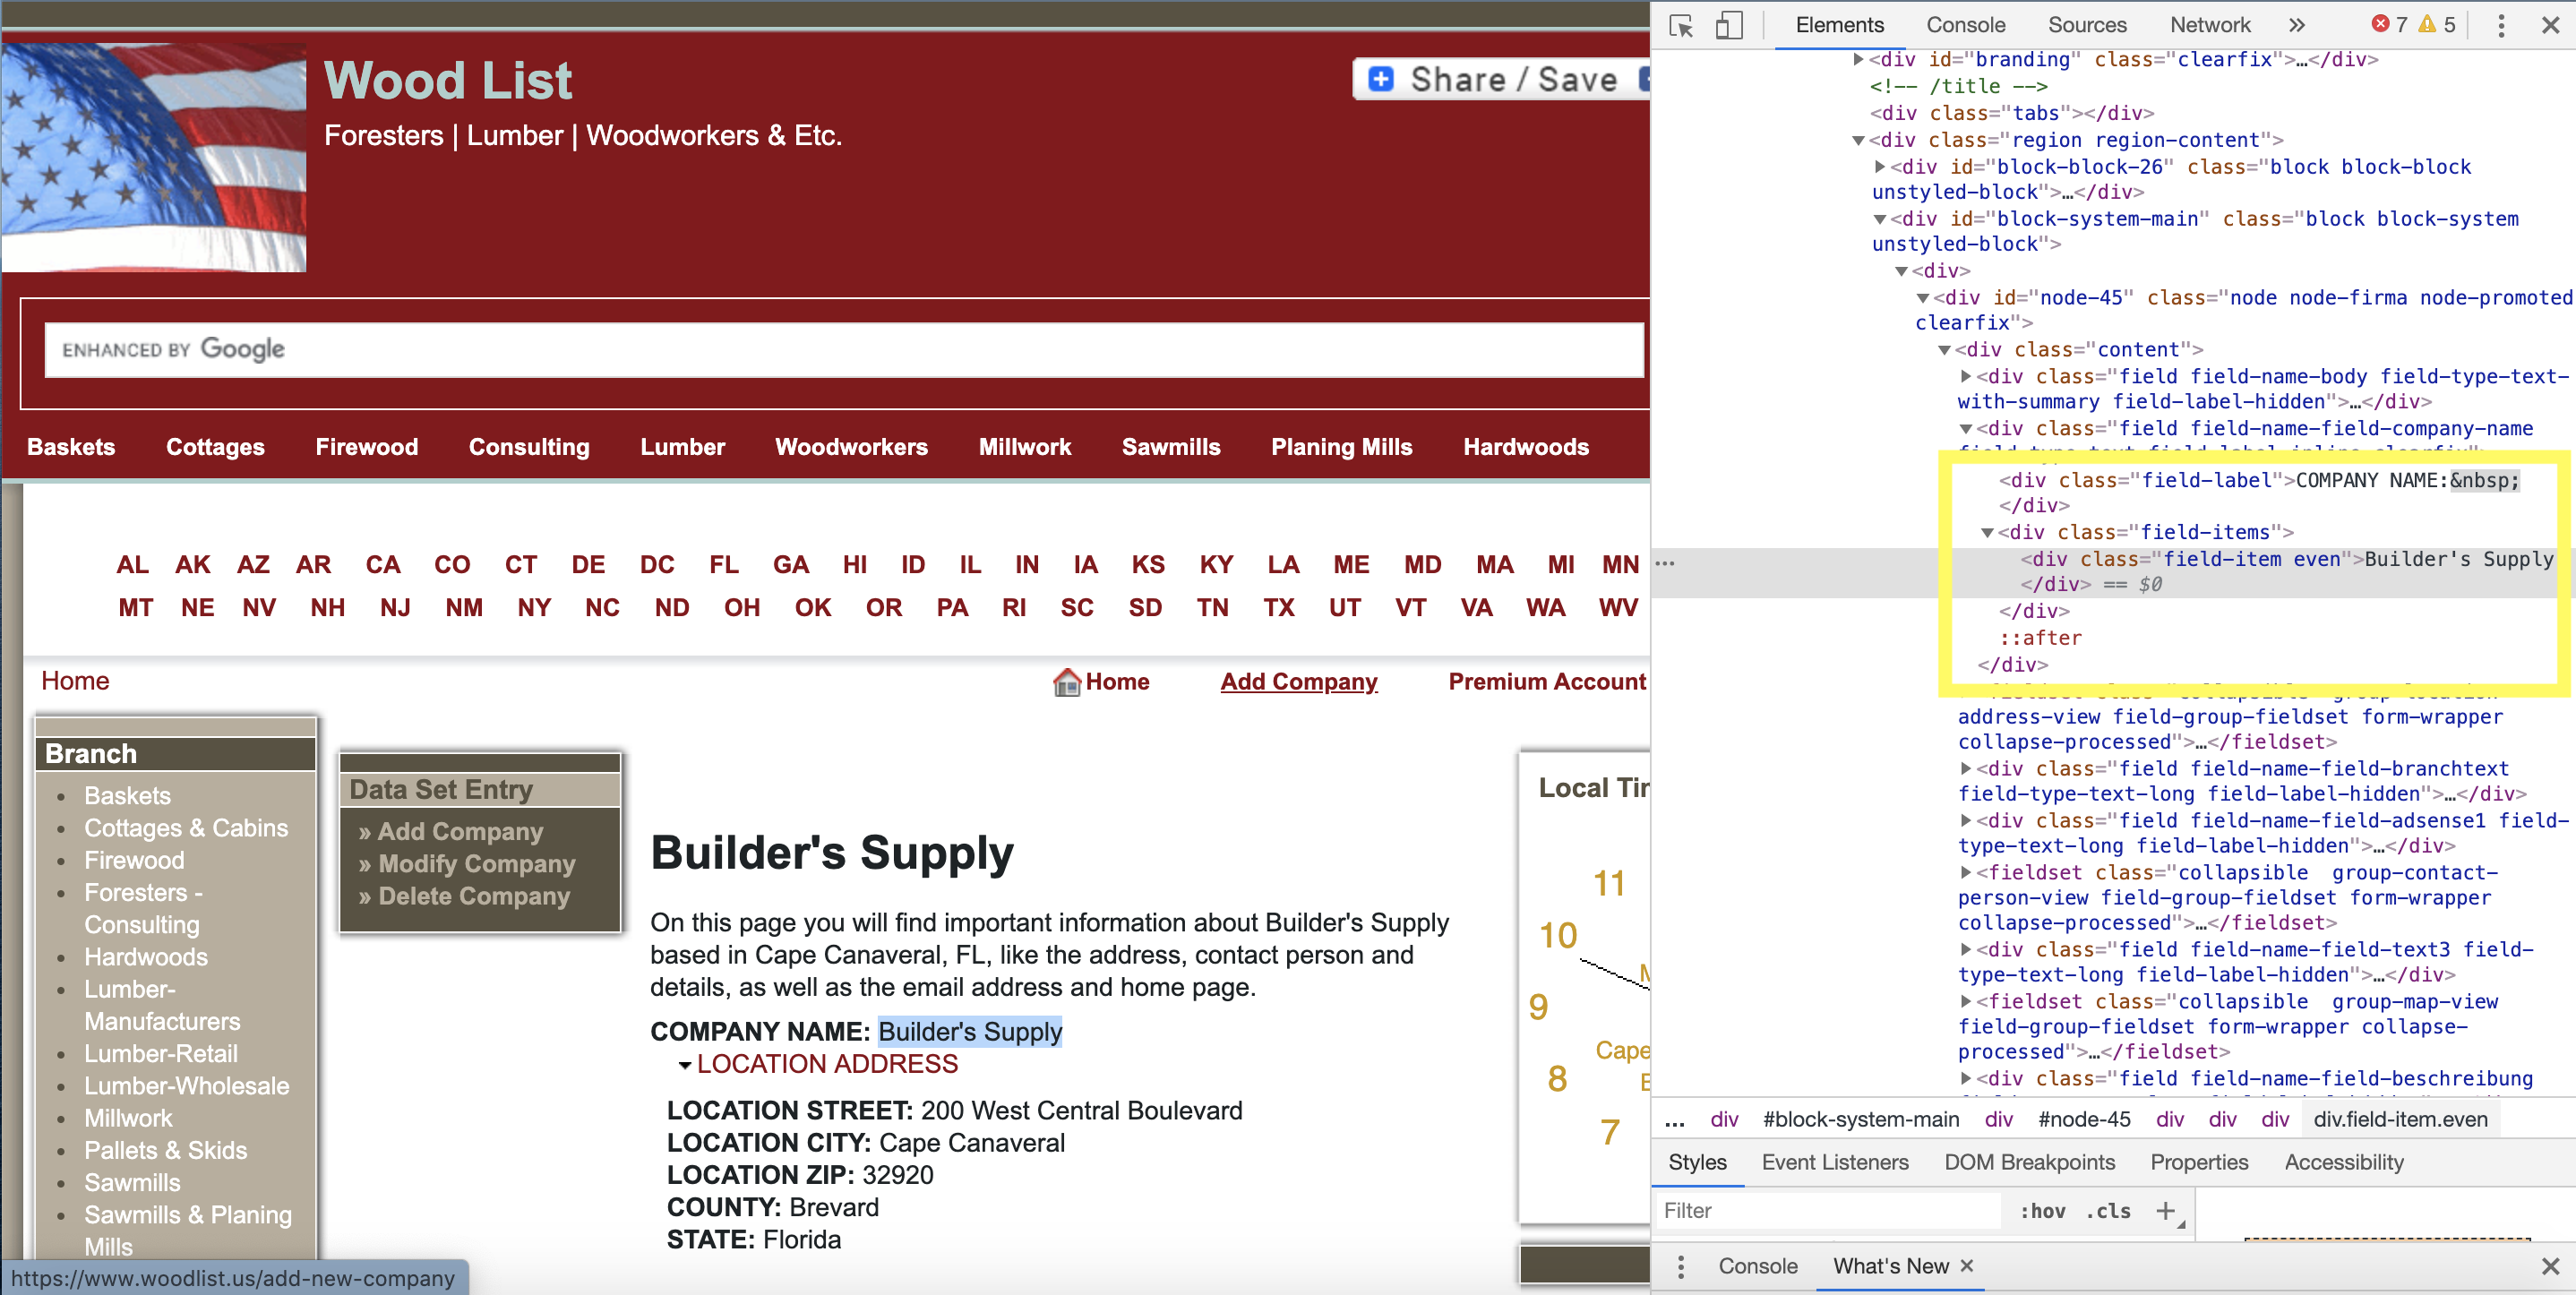 Wood List
Foresters | Lumber | Woodworkers & Etc.
Share / Save
ENHANCED BY Google
Baskets Cottages Firewood Consulting Lumber Woodworkers Millwork Sawmills Planing Mills Hardwoods
AL AK AZ AR CA CO CT DE DC FL GA HI ID IL IN IA KS KY LA ME MD MA MI MN
MT NE NV NH NJ NM NY NC ND OH OK OR PA RI SC SD TN TX UT VT VA WA WV
Home
Home Add Company Premium Account
Branch
• Baskets
• Cottages & Cabins
• Firewood
• Foresters -
Consulting
• Hardwoods
• Lumber-
Manufacturers
• Lumber-Retail
• Lumber-Wholesale
• Millwork
• Pallets & Skids
• Sawmills
• Sawmills & Planing
Mills
https://www.woodlist.us/add-new-company
Data Set Entry
» Add Company
» Modify Company
» Delete Company
Builder's Supply
On this page you will find important information about Builder's Supply
based in Cape Canaveral, FL, like the address, contact person and
details, as well as the email address and home page.
COMPANY NAME: Builder's Supply
LOCATION ADDRESS
LOCATION STREET: 200 West Central Boulevard
LOCATION CITY: Cape Canaveral
LOCATION ZIP: 32920
COUNTY: Brevard
STATE: Florida
Local
11
10
9
Cape
8
7
Elements Console Sources Network » 7 5
<div id="branding" class="clearfix">…</div>
<!-- /title -->
<div class="tabs"></div>
<div class="region region-content">
<div id="block-block-26" class="block block-block
unstyled-block">…</div>
<div id="block-system-main" class="block block-system
unstyled-block">
<div>
<div id="node-45" class="node node-firma node-promoted
clearfix">
<div class="content">
<div class="field field-name-body field-type-text-
with-summary field-label-hidden">…</div>
<div class="field field-name-field-company-name
field-type-text field-label-inline clearfix">
<div class="field-label">COMPANY NAME:&nbsp;
</div>
<div class="field-items">
<div class="field-item even">Builder's Supply
</div> == $0
</div>
::after
</div>
<fieldset class="collapsible group-location-
address-view field-group-fieldset form-wrapper
collapse-processed">…</fieldset>
<div class="field field-name-field-branchtext
field-type-text-long field-label-hidden">…</div>
<div class="field field-name-field-adsense1 field-
type-text-long field-label-hidden">…</div>
<fieldset class="collapsible group-contact-
person-view field-group-fieldset form-wrapper
collapse-processed">…</fieldset>
<div class="field field-name-field-text3 field-
type-text-long field-label-hidden">…</div>
<fieldset class="collapsible group-map-view
field-group-fieldset form-wrapper collapse-
processed">…</fieldset>
<div class="field field-name-field-beschreibung
… div #block-system-main div #node-45 div div div div.field-item.even
Styles Event Listeners DOM Breakpoints Properties Accessibility
Filter :hov .cls +
Console What's New ×